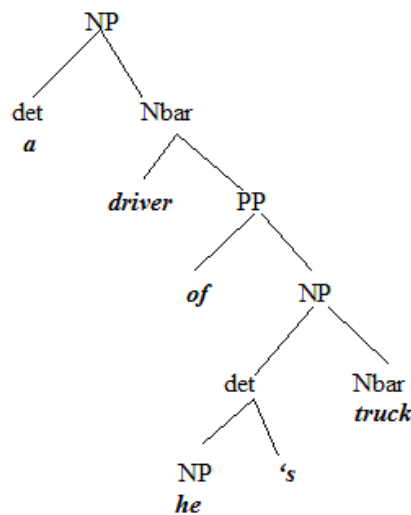 NP
det Nbar
a
driver PP
of NP
det Nbar
truck
NP 's
he